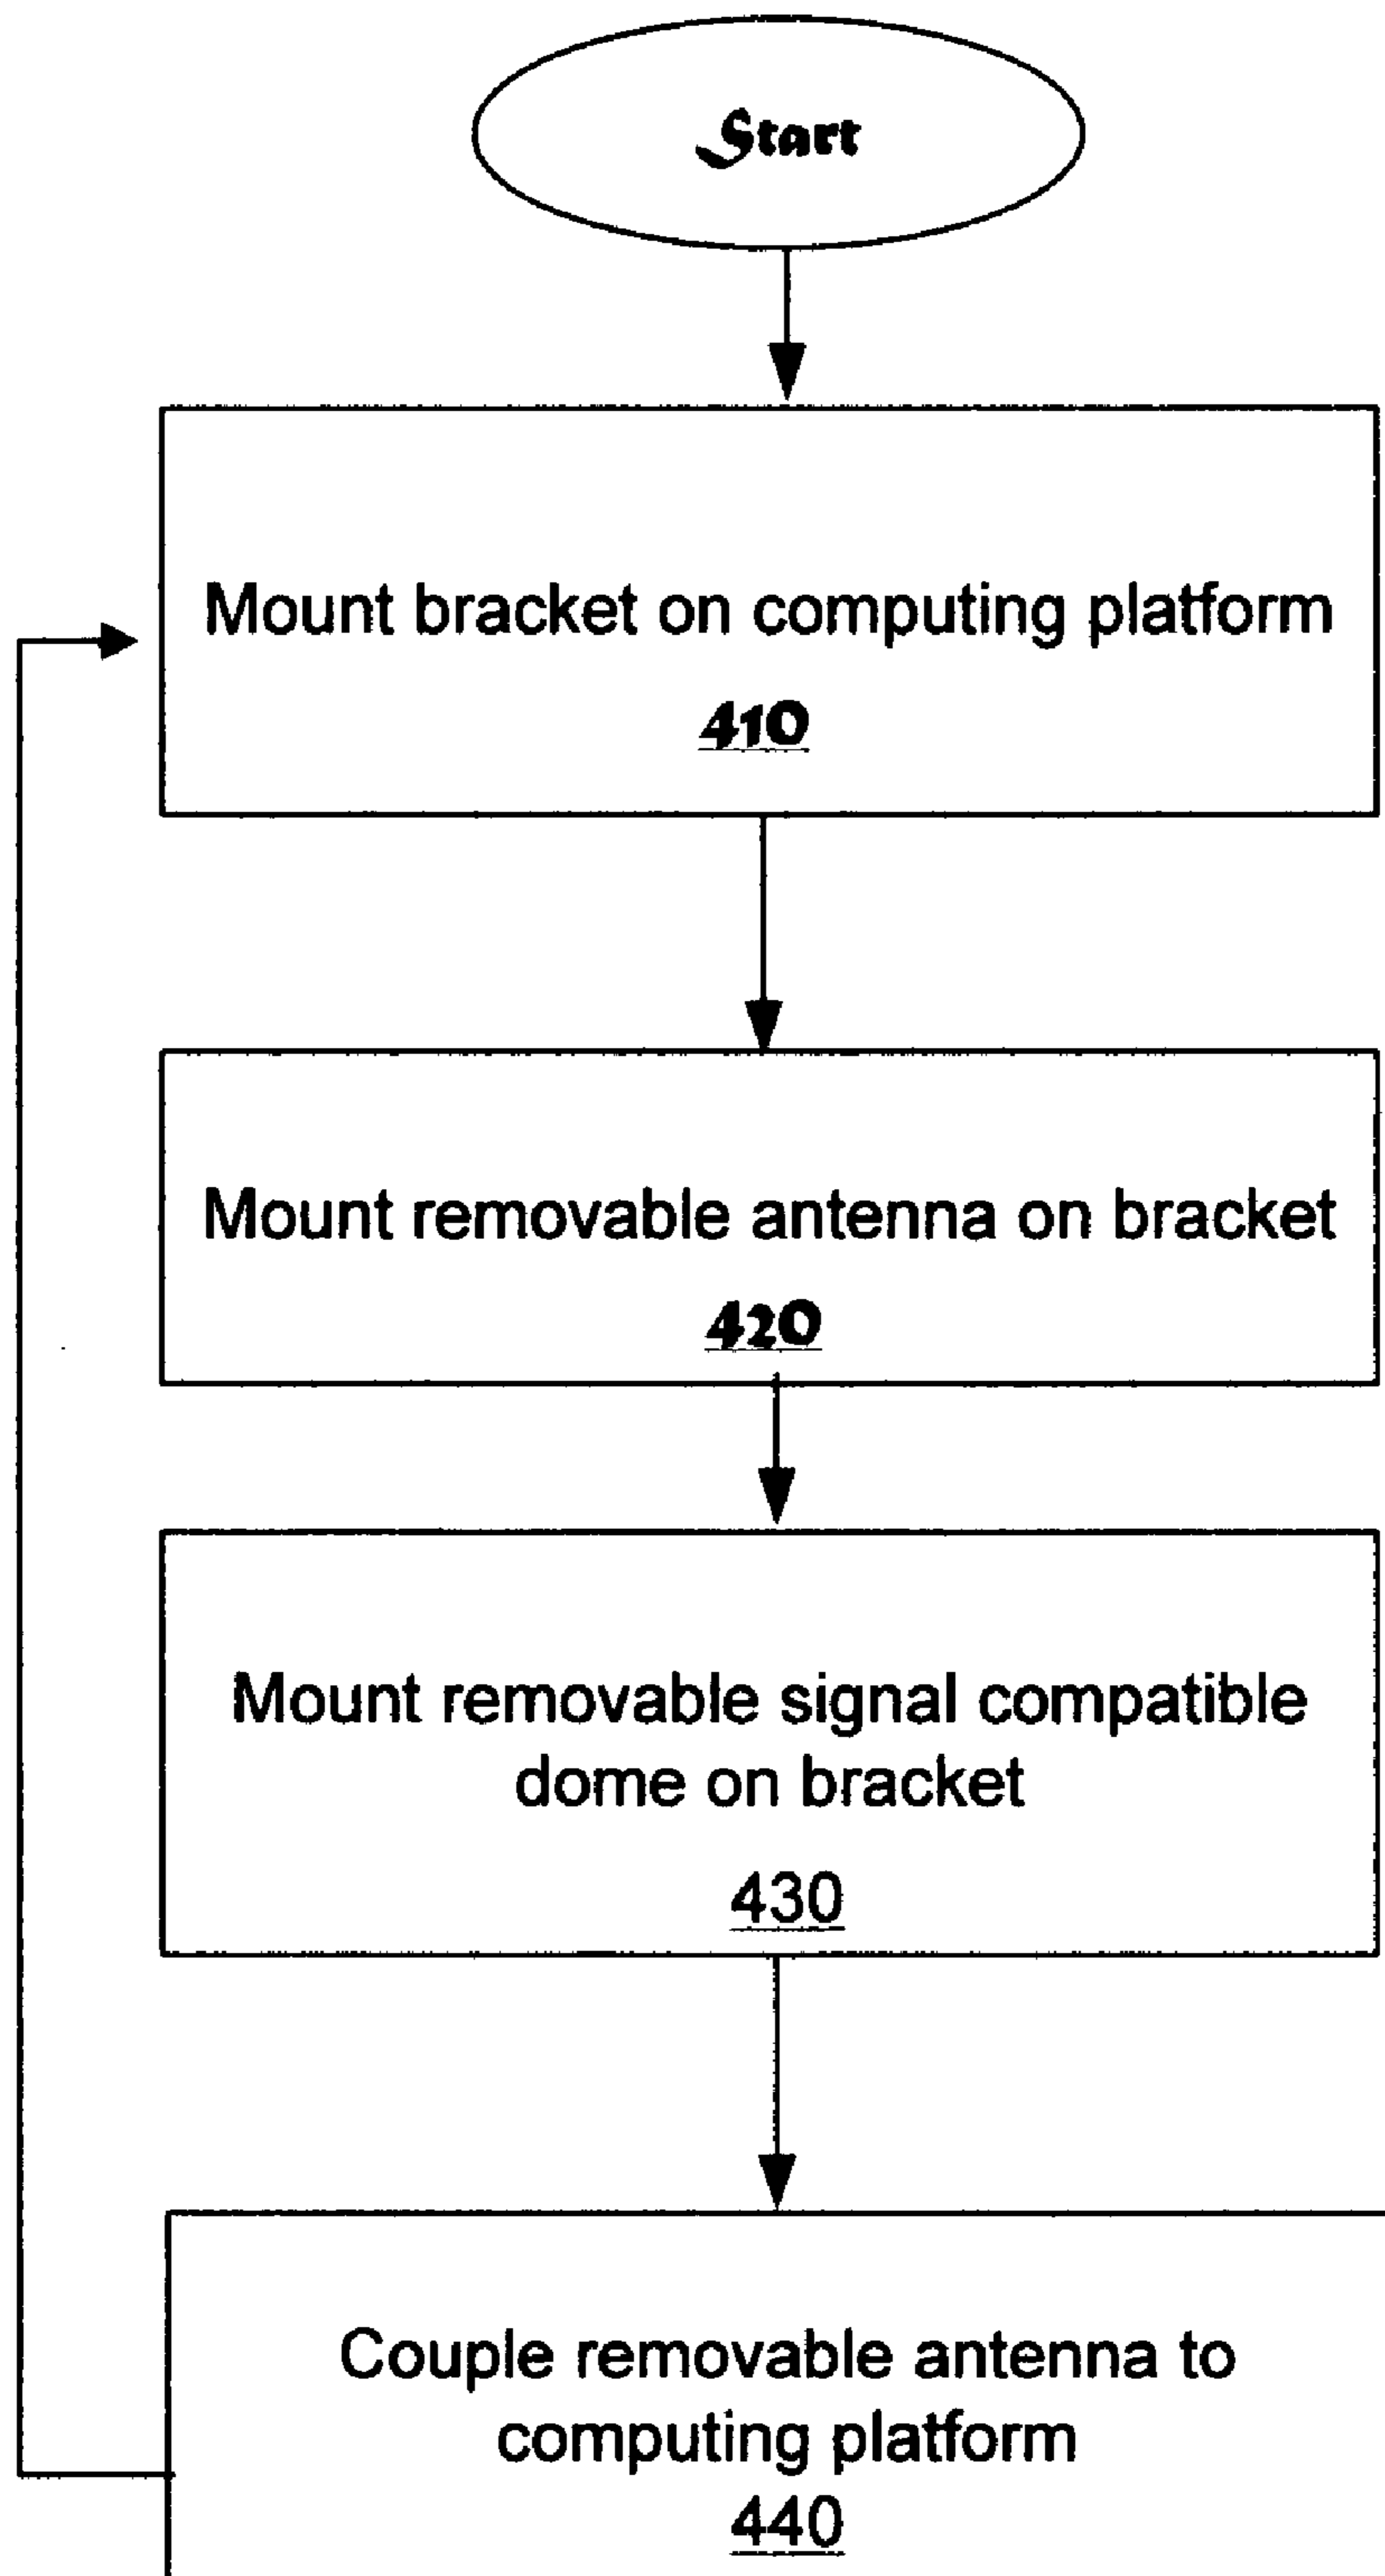 Start
Mount bracket on computing platform
410
Mount removable antenna on bracket
420
Mount removable signal compatible
dome on bracket
430
Couple removable antenna to
computing platform
440